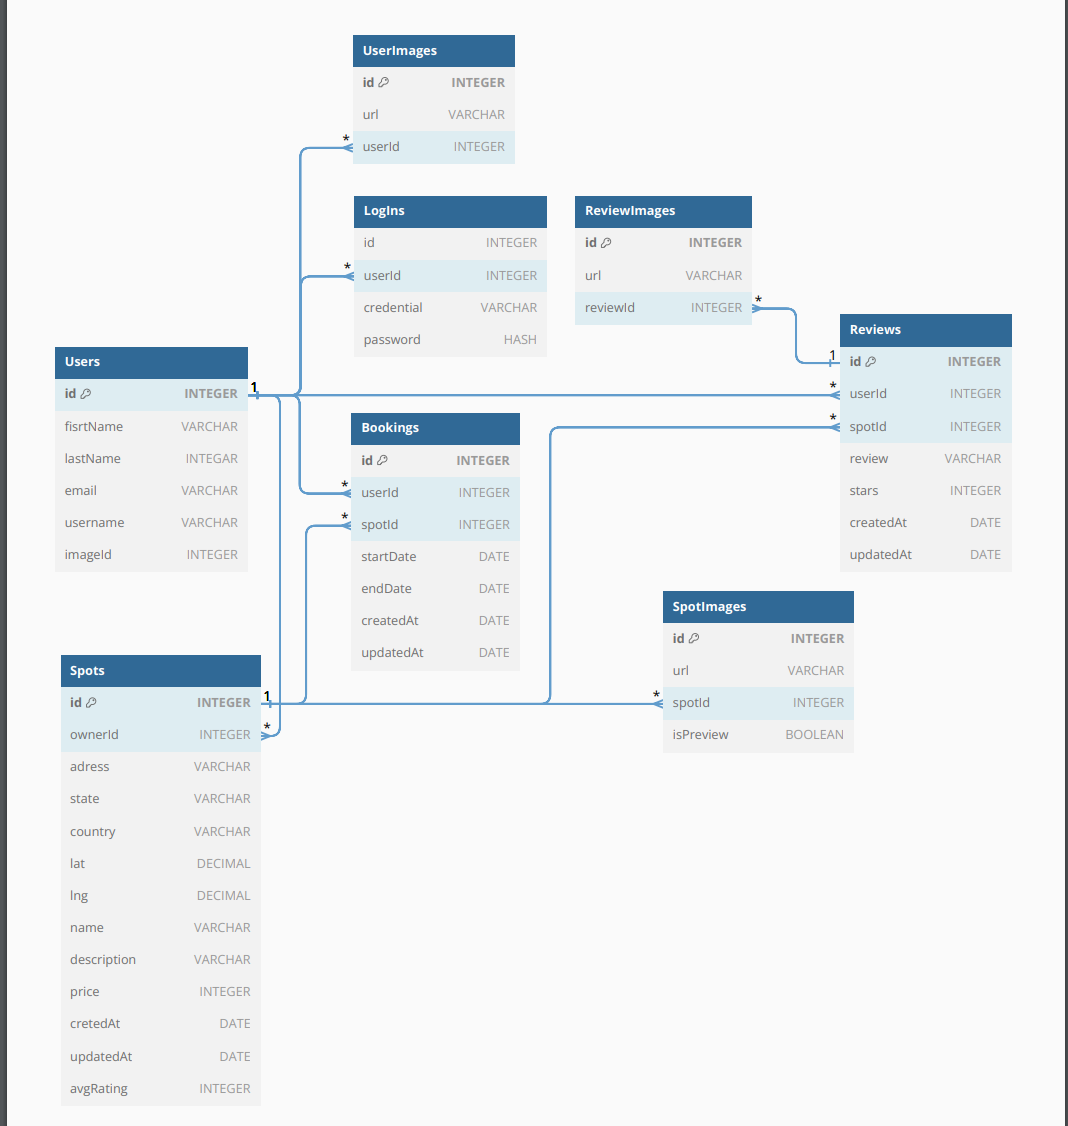 UserImages
id INTEGER
url VARCHAR
* userId INTEGER
LogIns
id INTEGER
* userId INTEGER
credential VARCHAR
password HASH
ReviewImages
id INTEGER
url VARCHAR
reviewId INTEGER *
Reviews
1 id INTEGER
* userId INTEGER
* spotId INTEGER
review VARCHAR
stars INTEGER
createdAt DATE
updatedAt DATE
Users
id INTEGER 1
fisrtName VARCHAR
lastName INTEGAR
email VARCHAR
username VARCHAR
imageId INTEGER
Bookings
id INTEGER
* userId INTEGER
* spotId INTEGER
startDate DATE
endDate DATE
createdAt DATE
updatedAt DATE
SpotImages
id INTEGER
url VARCHAR
* spotId INTEGER
isPreview BOOLEAN
Spots
id INTEGER 1
ownerId INTEGER *
adress VARCHAR
state VARCHAR
country VARCHAR
lat DECIMAL
lng DECIMAL
name VARCHAR
description VARCHAR
price INTEGER
cretedAt DATE
updatedAt DATE
avgRating INTEGER